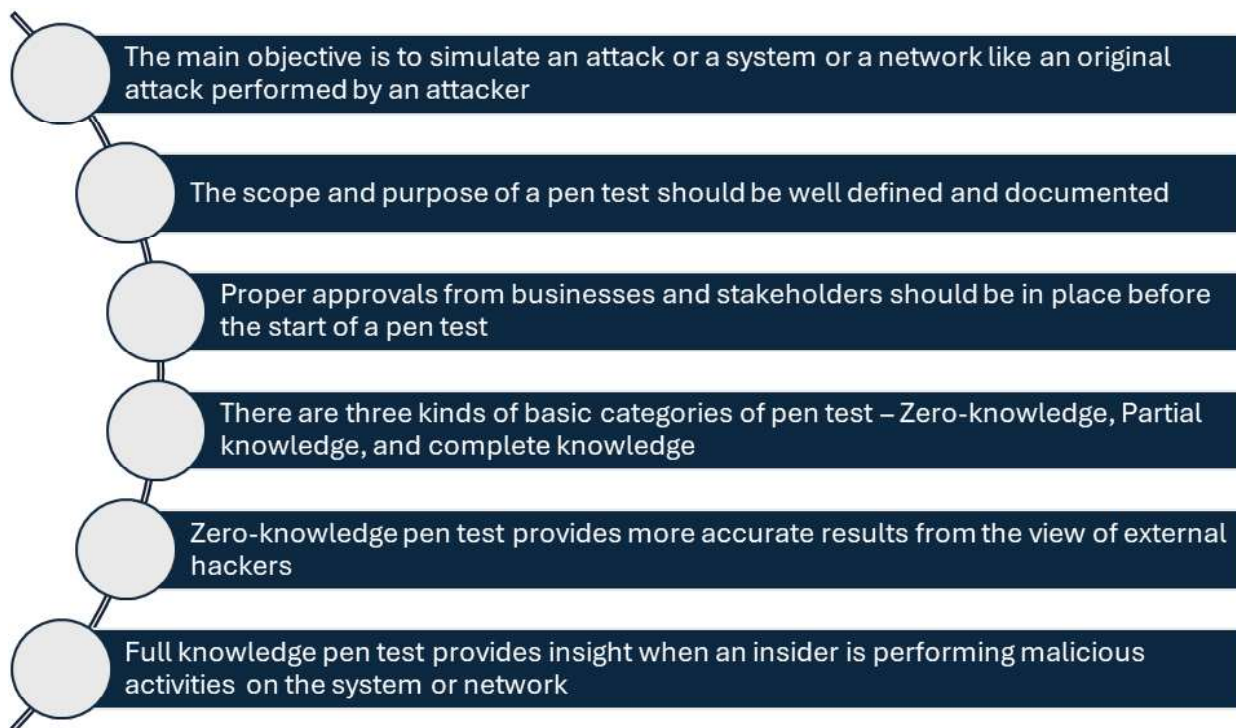 The main objective is to simulate an attack or a system or a network like an original
attack performed by an attacker
The scope and purpose of a pen test should be well defined and documented
Proper approvals from businesses and stakeholders should be in place before
the start of a pen test
There are three kinds of basic categories of pen test – Zero-knowledge, Partial
knowledge, and complete knowledge
Zero-knowledge pen test provides more accurate results from the view of external
hackers
Full knowledge pen test provides insight when an insider is performing malicious
activities on the system or network